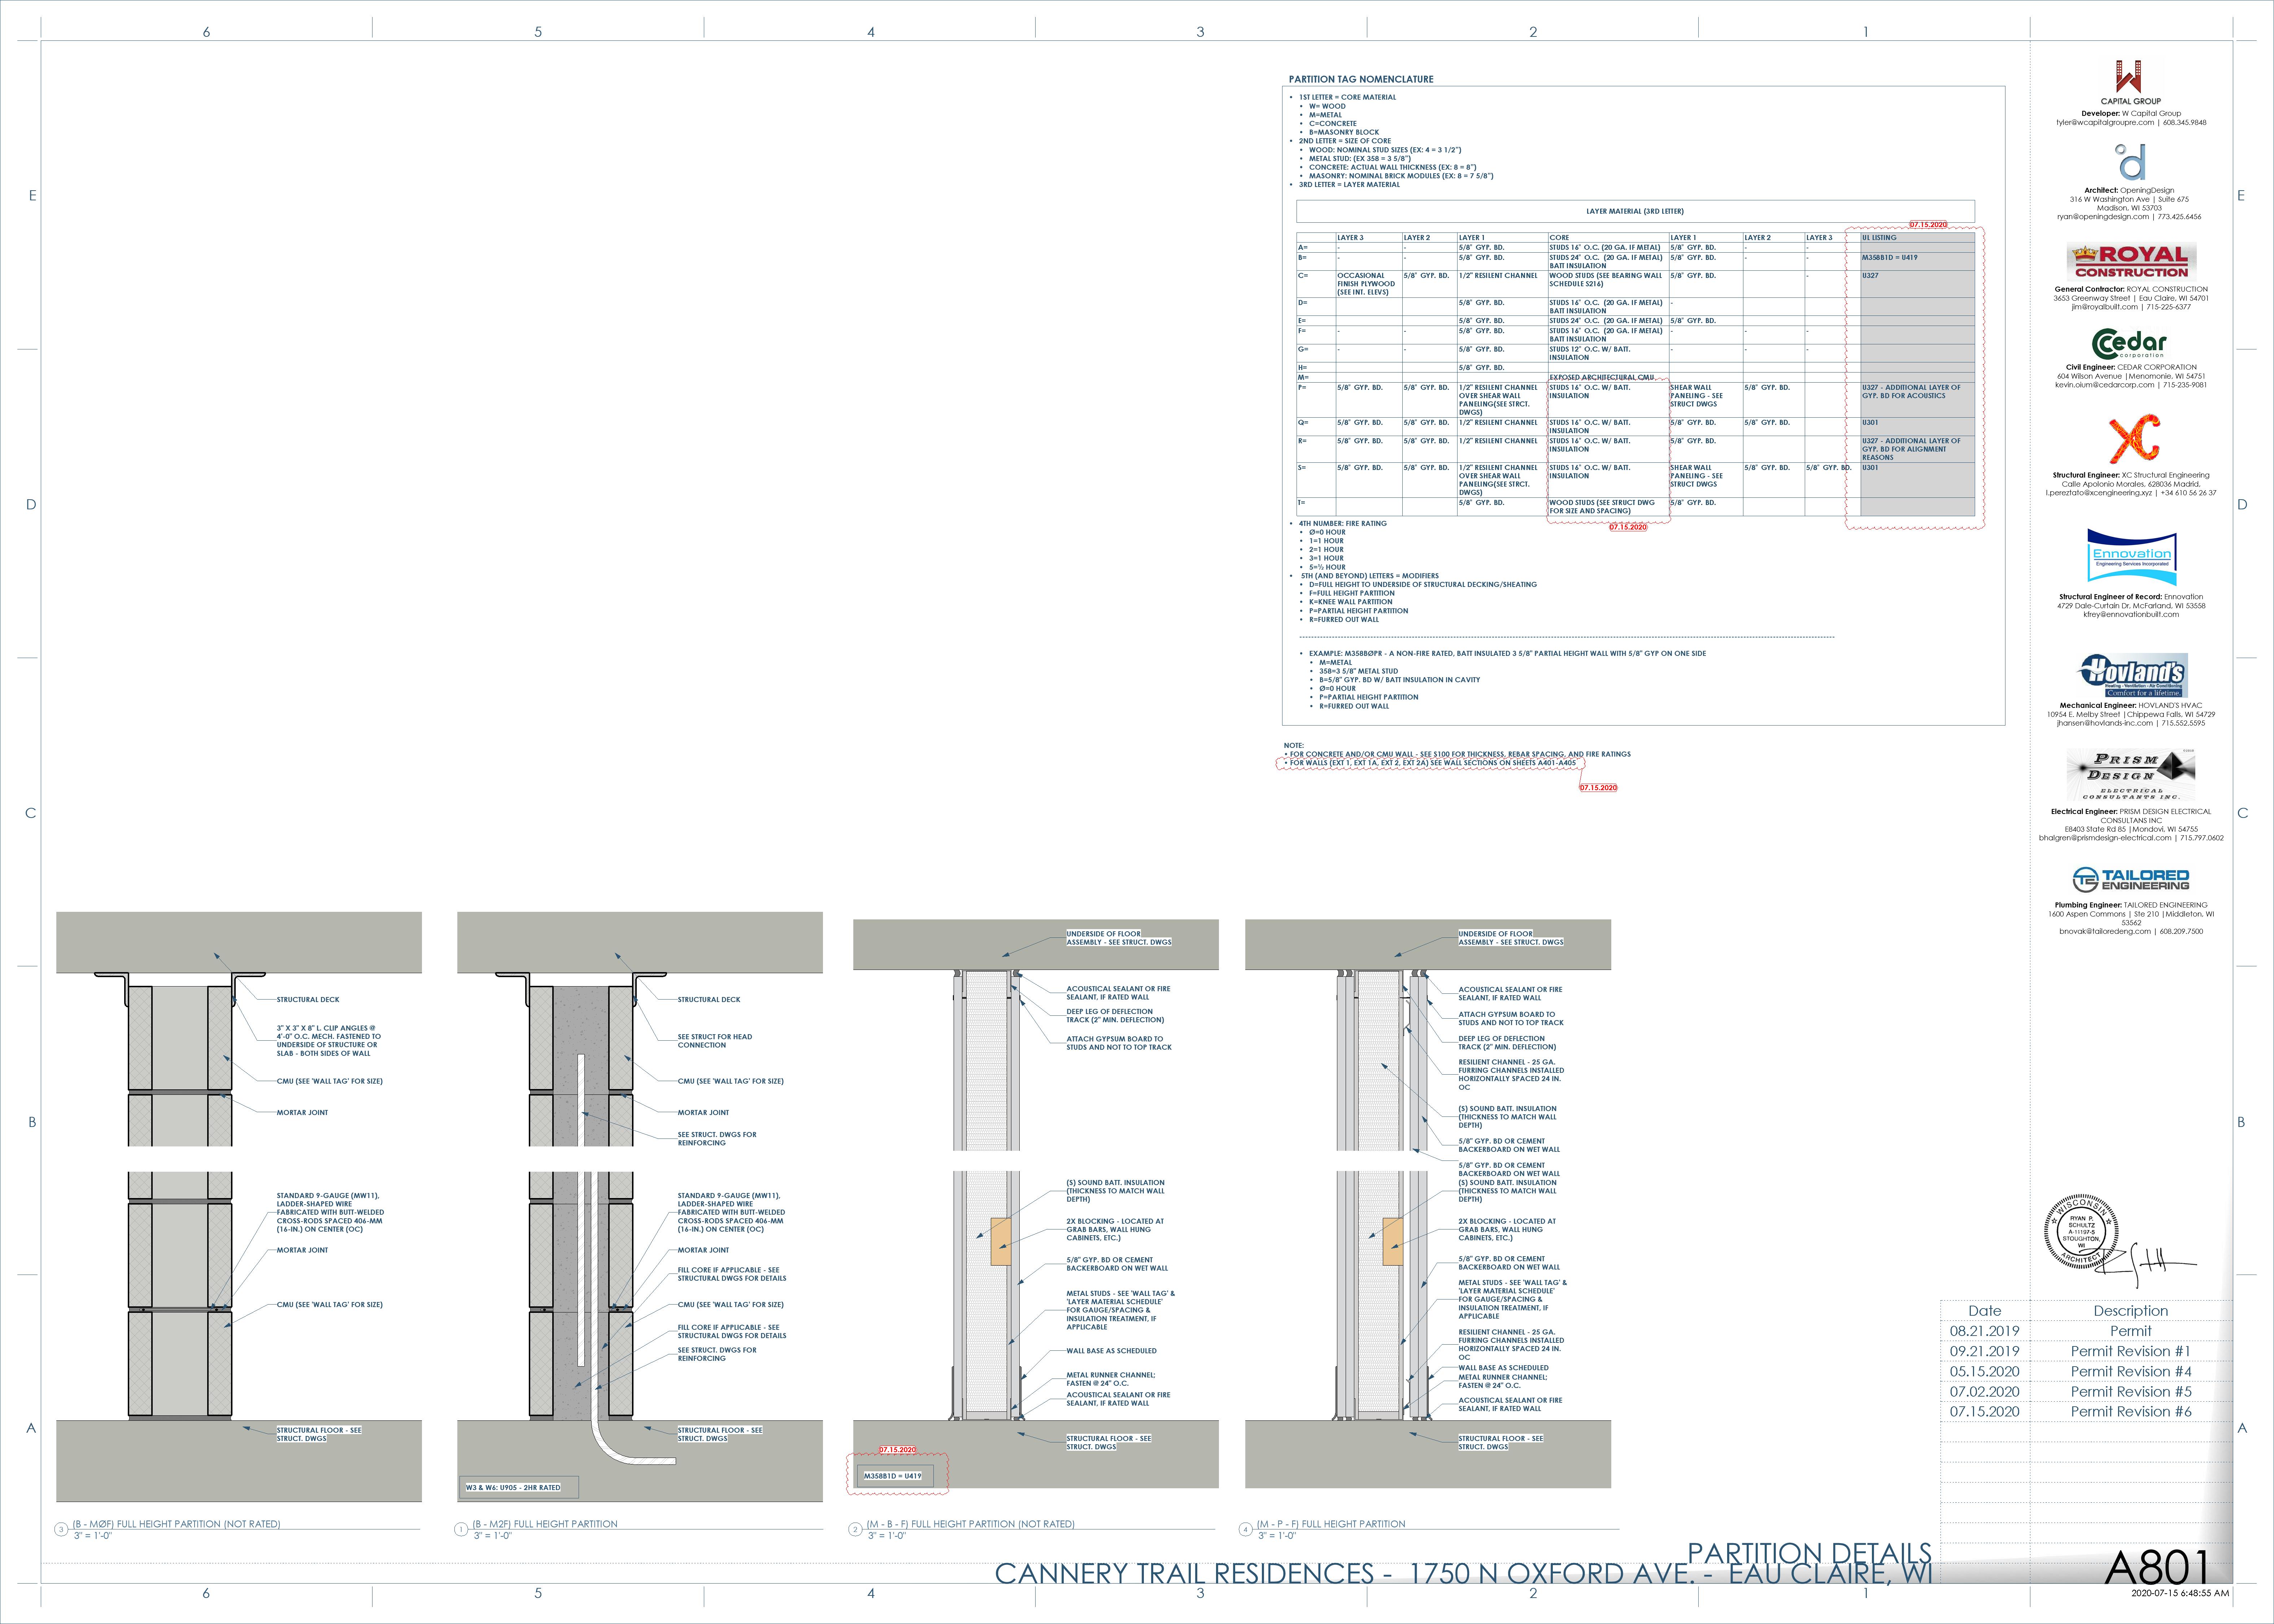 6 5 4 3 2 1
E
D
C
B
A
PARTITION TAG NOMENCLATURE
• 1ST LETTER = CORE MATERIAL
• W= WOOD
• M=METAL
• C=CONCRETE
• B=MASONRY BLOCK
• 2ND LETTER = SIZE OF CORE
• WOOD: NOMINAL STUD SIZES (EX: 4 = 3 1/2")
• METAL STUD: (EX 358 = 3 5/8")
• CONCRETE: ACTUAL WALL THICKNESS (EX: 8 = 8")
• MASONRY: NOMINAL BRICK MODULES (EX: 8 = 7 5/8")
• 3RD LETTER = LAYER MATERIAL
LAYER MATERIAL (3RD LETTER)
07.15.2020
LAYER 3 LAYER 2 LAYER 1 CORE LAYER 1 LAYER 2 LAYER 3 UL LISTING
A= - - 5/8" GYP. BD. STUDS 16" O.C. (20 GA. IF METAL) 5/8" GYP. BD. - -
B= - - 5/8" GYP. BD. STUDS 24" O.C. (20 GA. IF METAL) 5/8" GYP. BD. - - M358B1D = U419
BATT INSULATION
C= OCCASIONAL 5/8" GYP. BD. 1/2" RESILENT CHANNEL WOOD STUDS (SEE BEARING WALL 5/8" GYP. BD. - U327
FINISH PLYWOOD SCHEDULE S216)
(SEE INT. ELEVS)
D= 5/8" GYP. BD. STUDS 16" O.C. (20 GA. IF METAL) -
BATT INSULATION
E= 5/8" GYP. BD. STUDS 24" O.C. (20 GA. IF METAL) 5/8" GYP. BD.
F= - - 5/8" GYP. BD. STUDS 16" O.C. (20 GA. IF METAL) - - -
BATT INSULATION
G= - - 5/8" GYP. BD. STUDS 12" O.C. W/ BATT. - - -
INSULATION
H= 5/8" GYP. BD.
M= EXPOSED ARCHITECTURAL CMU
P= 5/8" GYP. BD. 5/8" GYP. BD. 1/2" RESILENT CHANNEL STUDS 16" O.C. W/ BATT. SHEAR WALL 5/8" GYP. BD. U327 - ADDITIONAL LAYER OF
OVER SHEAR WALL INSULATION PANELING - SEE GYP. BD FOR ACOUSTICS
PANELING(SEE STRCT. STRUCT DWGS
DWGS)
Q= 5/8" GYP. BD. 5/8" GYP. BD. 1/2" RESILENT CHANNEL STUDS 16" O.C. W/ BATT. 5/8" GYP. BD. 5/8" GYP. BD. U301
INSULATION
R= 5/8" GYP. BD. 5/8" GYP. BD. 1/2" RESILENT CHANNEL STUDS 16" O.C. W/ BATT. 5/8" GYP. BD. U327 - ADDITIONAL LAYER OF
INSULATION GYP. BD FOR ALIGNMENT
REASONS
S= 5/8" GYP. BD. 5/8" GYP. BD. 1/2" RESILENT CHANNEL STUDS 16" O.C. W/ BATT. SHEAR WALL 5/8" GYP. BD. 5/8" GYP. BD. U301
OVER SHEAR WALL INSULATION PANELING - SEE
PANELING(SEE STRCT. STRUCT DWGS
DWGS)
T= 5/8" GYP. BD. WOOD STUDS (SEE STRUCT DWG 5/8" GYP. BD.
FOR SIZE AND SPACING)
07.15.2020
• 4TH NUMBER: FIRE RATING
• Ø=0 HOUR
• 1=1 HOUR
• 2=1 HOUR
• 3=1 HOUR
• 5=½ HOUR
• 5TH (AND BEYOND) LETTERS = MODIFIERS
• D=FULL HEIGHT TO UNDERSIDE OF STRUCTURAL DECKING/SHEATING
• F=FULL HEIGHT PARTITION
• K=KNEE WALL PARTITION
• P=PARTIAL HEIGHT PARTITION
• R=FURRED OUT WALL
• EXAMPLE: M358BØPR - A NON-FIRE RATED, BATT INSULATED 3 5/8" PARTIAL HEIGHT WALL WITH 5/8" GYP ON ONE SIDE
• M=METAL
• 358=3 5/8" METAL STUD
• B=5/8" GYP. BD W/ BATT INSULATION IN CAVITY
• Ø=0 HOUR
• P=PARTIAL HEIGHT PARTITION
• R=FURRED OUT WALL
NOTE:
• FOR CONCRETE AND/OR CMU WALL - SEE S100 FOR THICKNESS, REBAR SPACING, AND FIRE RATINGS
• FOR WALLS (EXT 1, EXT 1A, EXT 2, EXT 2A) SEE WALL SECTIONS ON SHEETS A401-A405
07.15.2020
STRUCTURAL DECK
3" X 3" X 8" L. CLIP ANGLES @
4'-0" O.C. MECH. FASTENED TO
UNDERSIDE OF STRUCTURE OR
SLAB - BOTH SIDES OF WALL
CMU (SEE 'WALL TAG' FOR SIZE)
MORTAR JOINT
STANDARD 9-GAUGE (MW11),
LADDER-SHAPED WIRE
FABRICATED WITH BUTT-WELDED
CROSS-RODS SPACED 406-MM
(16-IN.) ON CENTER (OC)
MORTAR JOINT
CMU (SEE 'WALL TAG' FOR SIZE)
STRUCTURAL FLOOR - SEE
STRUCT. DWGS
3 (B - MØF) FULL HEIGHT PARTITION (NOT RATED)
3" = 1'-0"
STRUCTURAL DECK
SEE STRUCT FOR HEAD
CONNECTION
CMU (SEE 'WALL TAG' FOR SIZE)
MORTAR JOINT
SEE STRUCT. DWGS FOR
REINFORCING
STANDARD 9-GAUGE (MW11),
LADDER-SHAPED WIRE
FABRICATED WITH BUTT-WELDED
CROSS-RODS SPACED 406-MM
(16-IN.) ON CENTER (OC)
MORTAR JOINT
FILL CORE IF APPLICABLE - SEE
STRUCTURAL DWGS FOR DETAILS
CMU (SEE 'WALL TAG' FOR SIZE)
FILL CORE IF APPLICABLE - SEE
STRUCTURAL DWGS FOR DETAILS
SEE STRUCT. DWGS FOR
REINFORCING
STRUCTURAL FLOOR - SEE
STRUCT. DWGS
W3 & W6: U905 - 2HR RATED
1 (B - M2F) FULL HEIGHT PARTITION
3" = 1'-0"
UNDERSIDE OF FLOOR
ASSEMBLY - SEE STRUCT. DWGS
ACOUSTICAL SEALANT OR FIRE
SEALANT, IF RATED WALL
DEEP LEG OF DEFLECTION
TRACK (2" MIN. DEFLECTION)
ATTACH GYPSUM BOARD TO
STUDS AND NOT TO TOP TRACK
(S) SOUND BATT. INSULATION
(THICKNESS TO MATCH WALL
DEPTH)
2X BLOCKING - LOCATED AT
GRAB BARS, WALL HUNG
CABINETS, ETC.)
5/8" GYP. BD OR CEMENT
BACKERBOARD ON WET WALL
METAL STUDS - SEE 'WALL TAG' &
'LAYER MATERIAL SCHEDULE'
FOR GAUGE/SPACING &
INSULATION TREATMENT, IF
APPLICABLE
WALL BASE AS SCHEDULED
METAL RUNNER CHANNEL;
FASTEN @ 24" O.C.
ACOUSTICAL SEALANT OR FIRE
SEALANT, IF RATED WALL
STRUCTURAL FLOOR - SEE
STRUCT. DWGS
07.15.2020
M358B1D = U419
2 (M - B - F) FULL HEIGHT PARTITION (NOT RATED)
3" = 1'-0"
UNDERSIDE OF FLOOR
ASSEMBLY - SEE STRUCT. DWGS
ACOUSTICAL SEALANT OR FIRE
SEALANT, IF RATED WALL
ATTACH GYPSUM BOARD TO
STUDS AND NOT TO TOP TRACK
DEEP LEG OF DEFLECTION
TRACK (2" MIN. DEFLECTION)
RESILIENT CHANNEL - 25 GA.
FURRING CHANNELS INSTALLED
HORIZONTALLY SPACED 24 IN.
OC
(S) SOUND BATT. INSULATION
(THICKNESS TO MATCH WALL
DEPTH)
5/8" GYP. BD OR CEMENT
BACKERBOARD ON WET WALL
5/8" GYP. BD OR CEMENT
BACKERBOARD ON WET WALL
(S) SOUND BATT. INSULATION
(THICKNESS TO MATCH WALL
DEPTH)
2X BLOCKING - LOCATED AT
GRAB BARS, WALL HUNG
CABINETS, ETC.)
5/8" GYP. BD OR CEMENT
BACKERBOARD ON WET WALL
METAL STUDS - SEE 'WALL TAG' &
'LAYER MATERIAL SCHEDULE'
FOR GAUGE/SPACING &
INSULATION TREATMENT, IF
APPLICABLE
RESILIENT CHANNEL - 25 GA.
FURRING CHANNELS INSTALLED
HORIZONTALLY SPACED 24 IN.
OC
WALL BASE AS SCHEDULED
METAL RUNNER CHANNEL;
FASTEN @ 24" O.C.
ACOUSTICAL SEALANT OR FIRE
SEALANT, IF RATED WALL
STRUCTURAL FLOOR - SEE
STRUCT. DWGS
4 (M - P - F) FULL HEIGHT PARTITION
3" = 1'-0"
W
CAPITAL GROUP
Developer: W Capital Group
tyler@wcapitalgroupre.com | 608.345.9848
d
Architect: OpeningDesign
316 W Washington Ave | Suite 675
Madison, WI 53703
ryan@openingdesign.com | 773.425.6456
ROYAL
CONSTRUCTION
General Contractor: ROYAL CONSTRUCTION
3653 Greenway Street | Eau Claire, WI 54701
jim@royalbuilt.com | 715-225-6377
Cedar
corporation
Civil Engineer: CEDAR CORPORATION
604 Wilson Avenue |Menomonie, WI 54751
kevin.oium@cedarcorp.com | 715-235-9081
XC
Structural Engineer: XC Structural Engineering
Calle Apolonio Morales, 628036 Madrid,
l.pereztato@xcengineering.xyz | +34 610 56 26 37
Ennovation
Engineering Services Incorporated
Structural Engineer of Record: Ennovation
4729 Dale-Curtain Dr, McFarland, WI 53558
kfrey@ennovationbuilt.com
Hovland's
Heating - Ventilation - Air Conditioning
Comfort for a lifetime.
Mechanical Engineer: HOVLAND'S HVAC
10954 E. Melby Street |Chippewa Falls, WI 54729
jhansen@hovlands-inc.com | 715.552.5595
PRISM
DESIGN
ELECTRICAL
CONSULTANTS INC.
Electrical Engineer: PRISM DESIGN ELECTRICAL
CONSULTANS INC
E8403 State Rd 85 |Mondovi, WI 54755
bhalgren@prismdesign-electrical.com | 715.797.0602
TE TAILORED
ENGINEERING
Plumbing Engineer: TAILORED ENGINEERING
1600 Aspen Commons | Ste 210 |Middleton, WI
53562
bnovak@tailoredeng.com | 608.209.7500
WISCONSIN
RYAN P.
SCHULTZ
A-11197-5
STOUGHTON,
WI
ARCHITECT
Date Description
08.21.2019 Permit
09.21.2019 Permit Revision #1
05.15.2020 Permit Revision #4
07.02.2020 Permit Revision #5
07.15.2020 Permit Revision #6
PARTITION DETAILS
CANNERY TRAIL RESIDENCES - 1750 N OXFORD AVE. - EAU CLAIRE, WI
A801
2020-07-15 6:48:55 AM
E
D
C
B
A
6 5 4 3 2 1